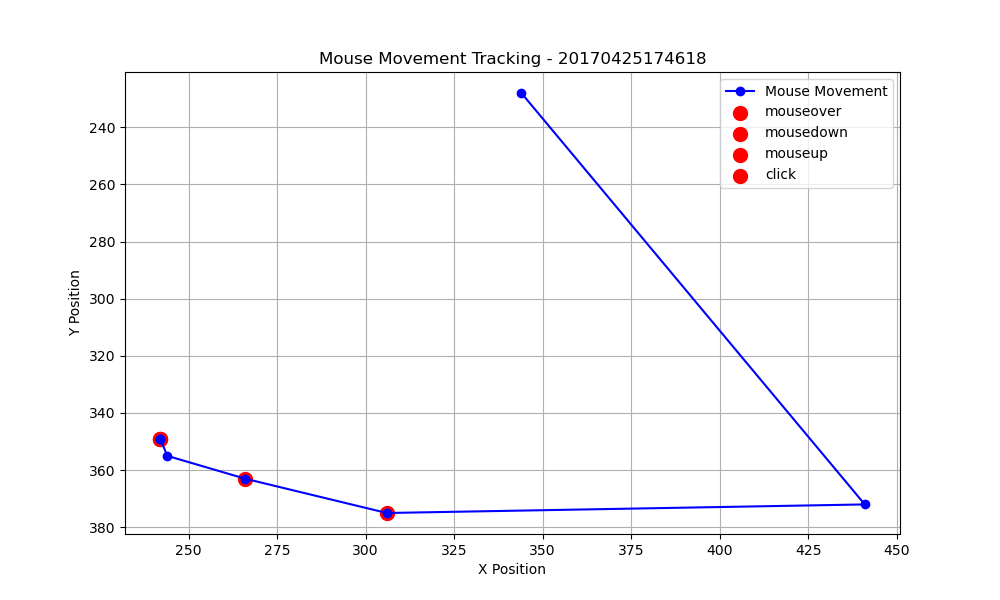 Mouse Movement Tracking - 20170425174618
Mouse Movement
mouseover
mousedown
mouseup
click
Y Position
240
260
280
300
320
340
360
380
250 275 300 325 350 375 400 425 450
X Position